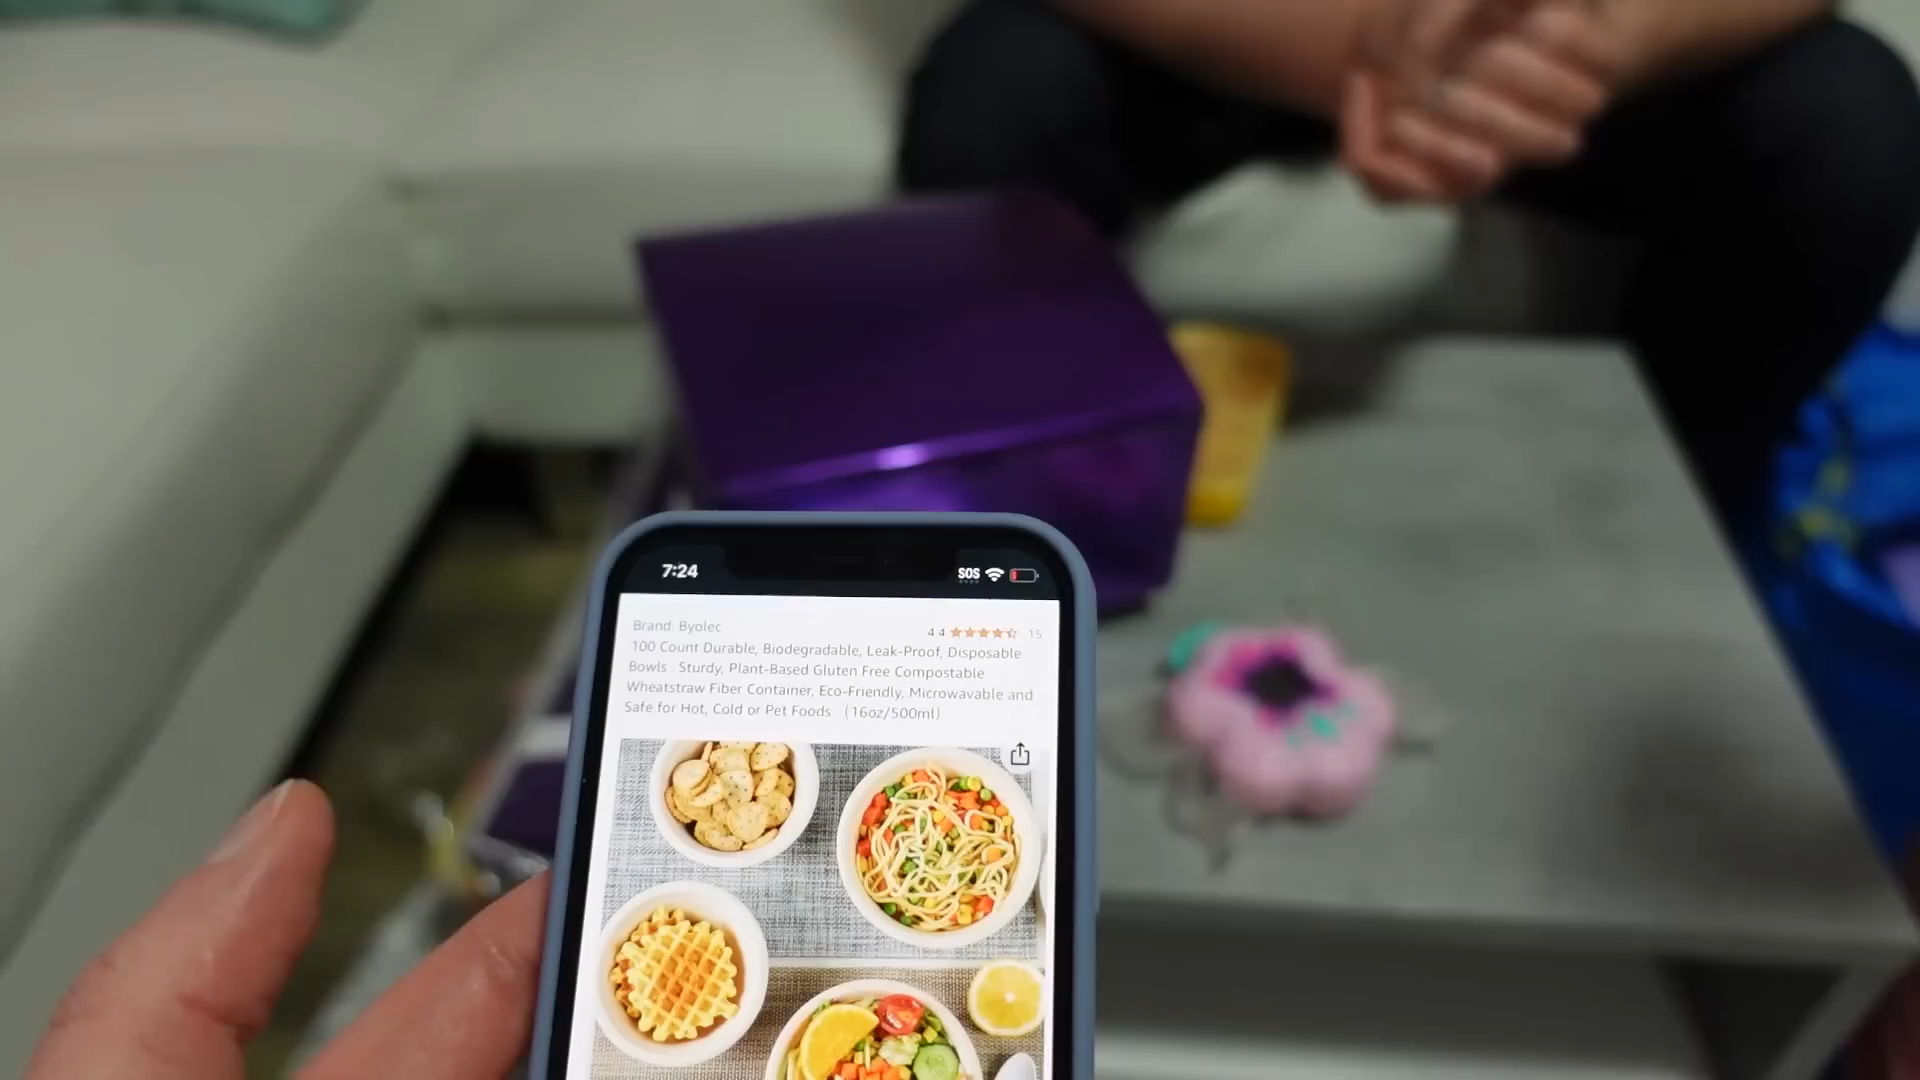 7:24
SOS
Brand: Byolec
4.4 15
100 Count Durable, Biodegradable, Leak-Proof, Disposable
Bowls . Sturdy, Plant-Based Gluten Free Compostable
Wheatstraw Fiber Container, Eco-Friendly, Microwavable and
Safe for Hot, Cold or Pet Foods (16oz/500ml)